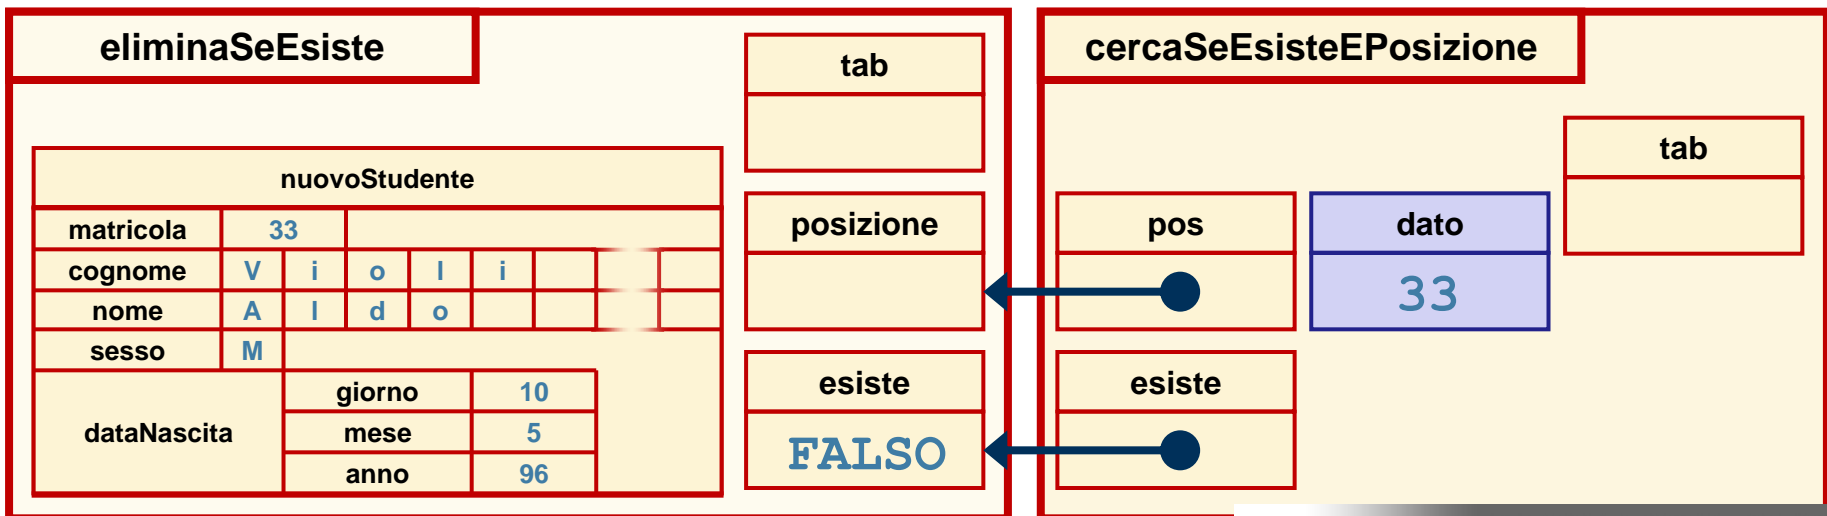 eliminaSeEsiste
tab
nuovoStudente
matricola 33
cognome V i o l i
nome A l d o
sesso M
dataNascita
giorno 10
mese 5
anno 96
posizione
esiste
FALSO
cercaSeEsisteEPosizione
tab
pos
dato
33
esiste